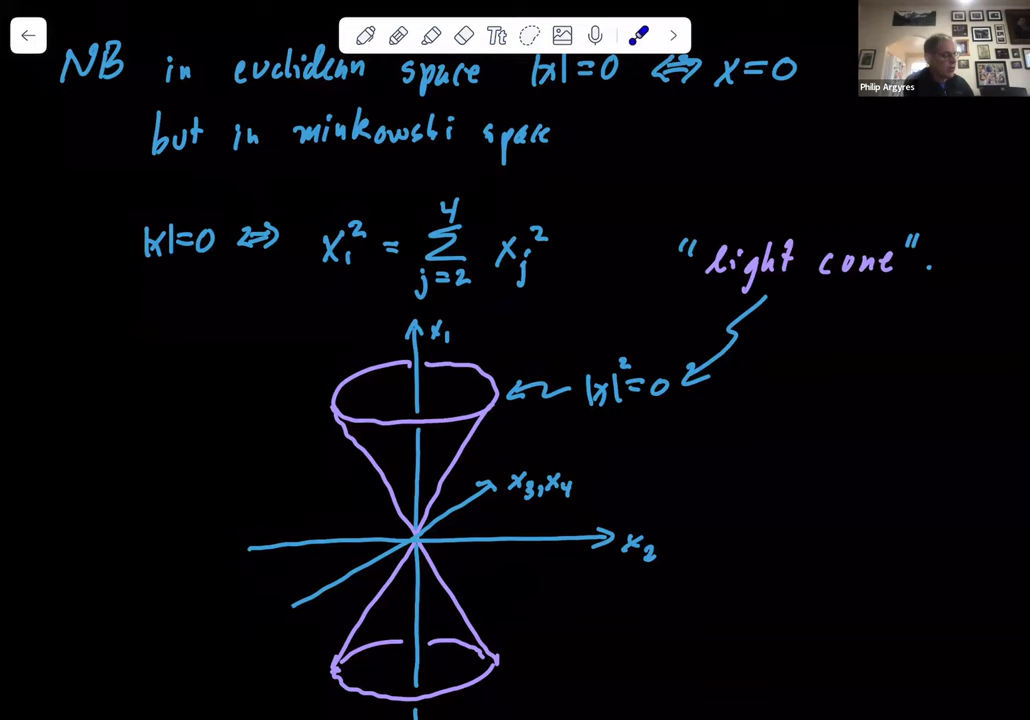 NB in euclidean space |x|=0 ⇔ x=0
Philip Argyres
but in minkowski space
|x|=0 ⇔ x₁² = ∑_{j=2}^{4} x_j²
"light cone".
x₁
|x|²=0
x₃,x₄
x₂
Tt